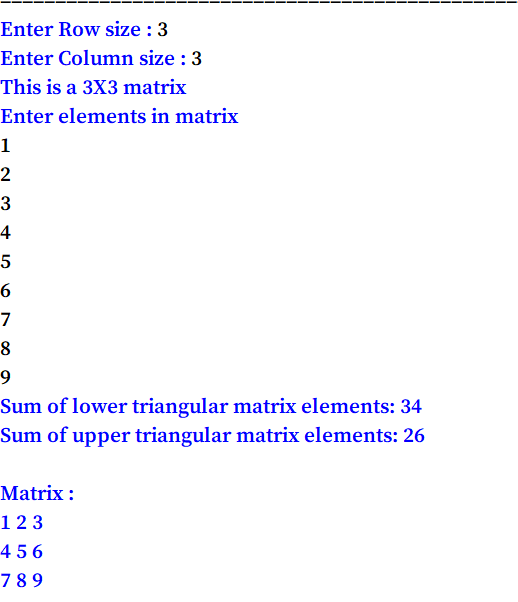 ================================================
Enter Row size : 3
Enter Column size : 3
This is a 3X3 matrix
Enter elements in matrix
1
2
3
4
5
6
7
8
9
Sum of lower triangular matrix elements: 34
Sum of upper triangular matrix elements: 26
Matrix :
1 2 3
4 5 6
7 8 9